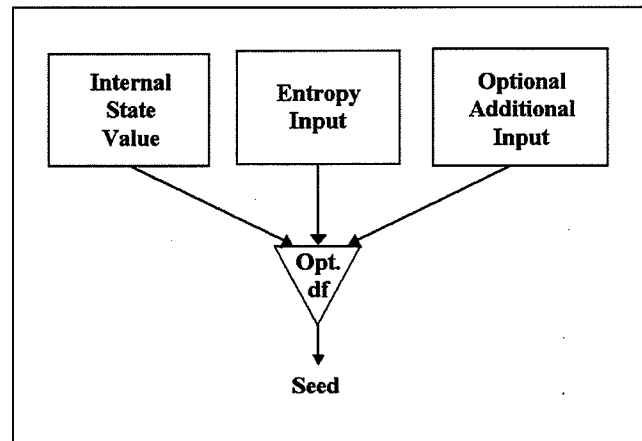 Internal
State
Value
Entropy
Input
Optional
Additional
Input
Opt.
df
Seed